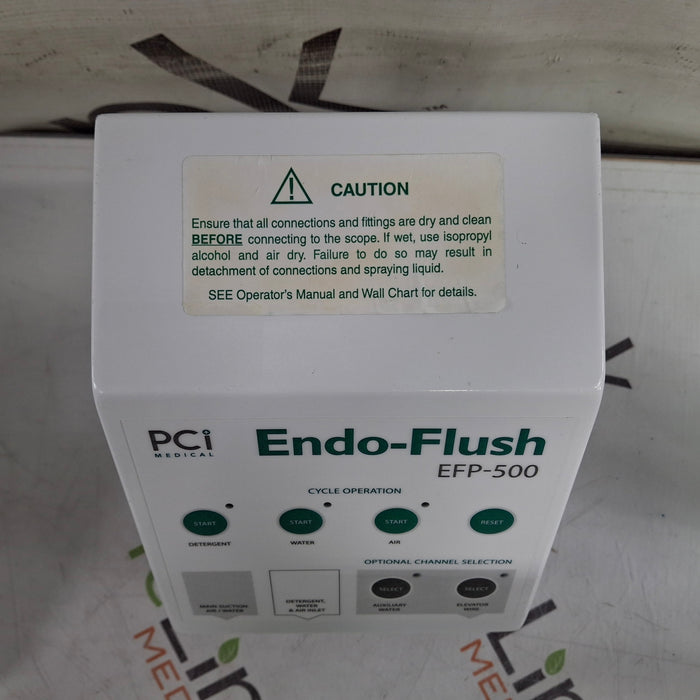 CAUTION
Ensure that all connections and fittings are dry and clean
BEFORE connecting to the scope. If wet, use isopropyl
alcohol and air dry. Failure to do so may result in
detachment of connections and spraying liquid.
SEE Operator's Manual and Wall Chart for details.
PCi
MEDICAL
Endo-Flush
EFP-500
CYCLE OPERATION
START START START RESET
DETERGENT WATER AIR
OPTIONAL CHANNEL SELECTION
SELECT SELECT
MAIN SUCTION
AIR / WATER
DETERGENT,
WATER
& AIR INLET
AUXILIARY
WATER
ELEVATOR
WIRE